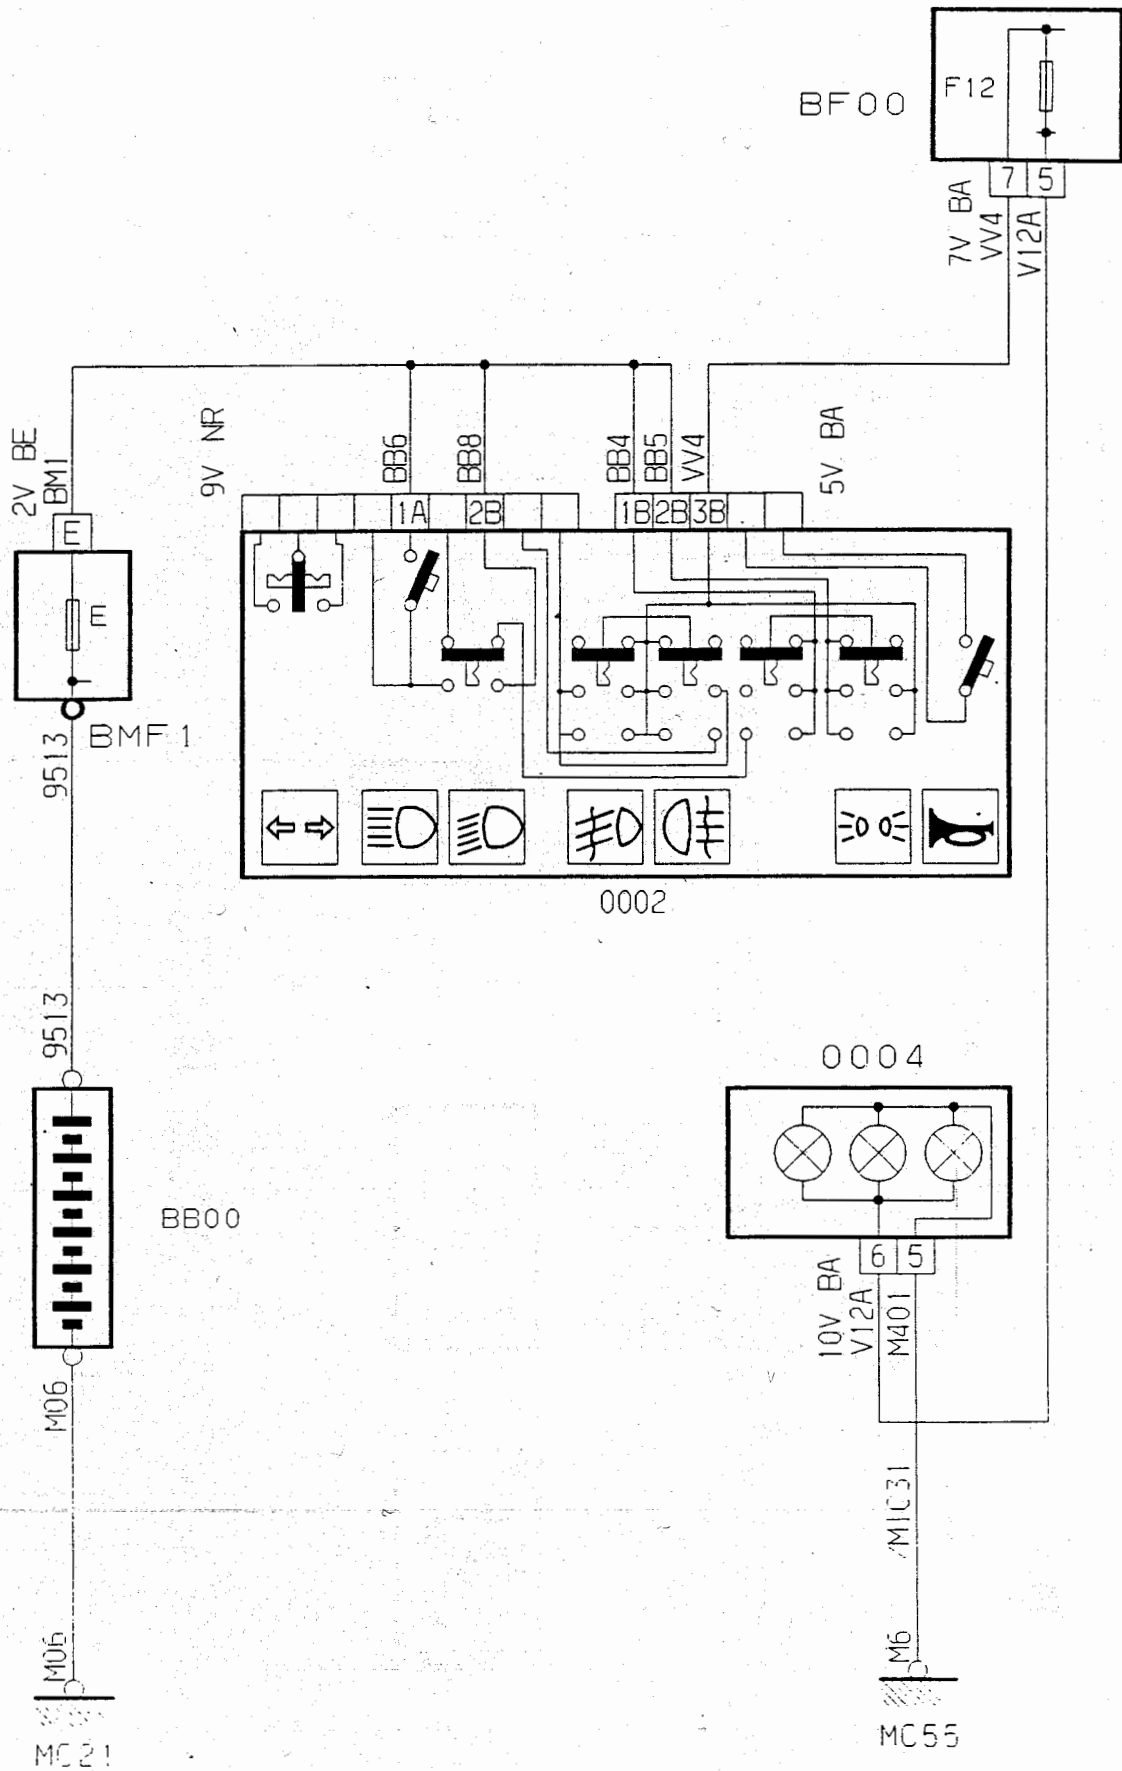 BF00
F12
7 5
7V BA
VV4
V12A
2V BE
BM1
E
E
BMF1
9513
9513
9V NR
BB6
BB8
BB4
BB5
VV4
5V BA
1A 2B 1B 2B 3B
0002
BB00
M06
M06
MC21
0004
6 5
10V BA
V12A
M401
/M1C31
M6
MC55